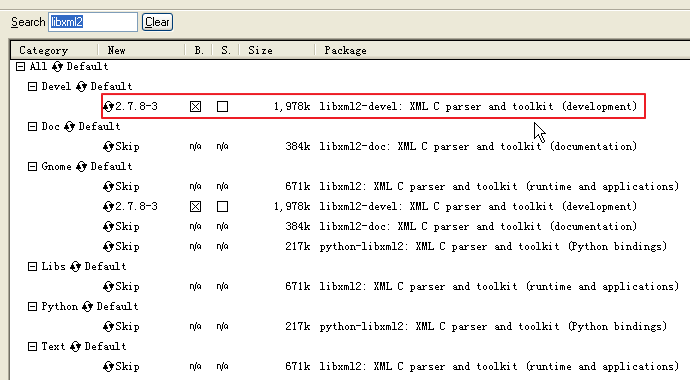 Search libxml2 Clear
Category New B. S. Size Package
All Default
Devel Default
2.7.8-3 1,978k libxml2-devel: XML C parser and toolkit (development)
Doc Default
Skip n/a n/a 384k libxml2-doc: XML C parser and toolkit (documentation)
Gnome Default
Skip n/a n/a 671k libxml2: XML C parser and toolkit (runtime and applications)
2.7.8-3 1,978k libxml2-devel: XML C parser and toolkit (development)
Skip n/a n/a 384k libxml2-doc: XML C parser and toolkit (documentation)
Skip n/a n/a 217k python-libxml2: XML C parser and toolkit (Python bindings)
Libs Default
Skip n/a n/a 671k libxml2: XML C parser and toolkit (runtime and applications)
Python Default
Skip n/a n/a 217k python-libxml2: XML C parser and toolkit (Python bindings)
Text Default
Skip n/a n/a 671k libxml2: XML C parser and toolkit (runtime and applications)